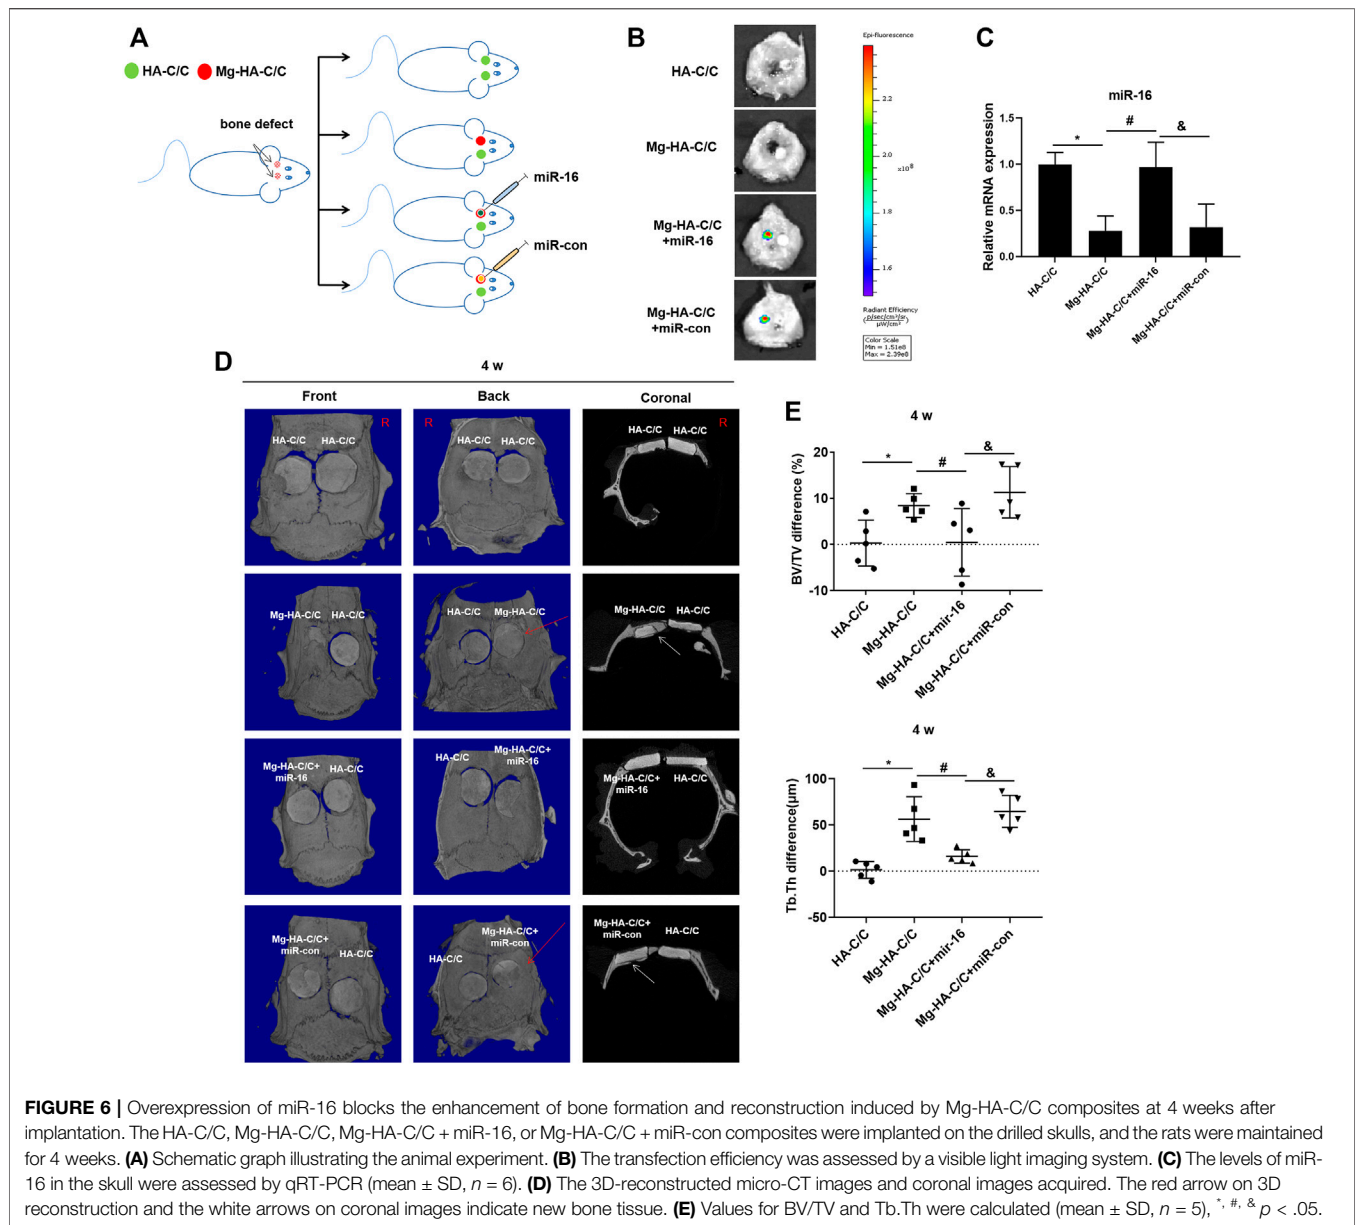 A
HA-C/C Mg-HA-C/C
bone defect
miR-16
miR-con
B
HA-C/C
Mg-HA-C/C
Mg-HA-C/C
+miR-16
Mg-HA-C/C
+miR-con
Epi-fluorescence
2.2
2.0
x10⁸
1.8
1.6
Radiant Efficiency
(p/sec/cm²/sr / µW/cm²)
Color Scale
Min = 1.51e8
Max = 2.39e8
C
miR-16
Relative mRNA expression
1.5
1.0
0.5
0.0
* # &
HA-C/C
Mg-HA-C/C
Mg-HA-C/C+miR-16
Mg-HA-C/C+miR-con
D
4 w
Front Back Coronal
R R R
HA-C/C HA-C/C HA-C/C HA-C/C HA-C/C HA-C/C
Mg-HA-C/C HA-C/C HA-C/C Mg-HA-C/C Mg-HA-C/C HA-C/C
Mg-HA-C/C+
miR-16 HA-C/C
HA-C/C Mg-HA-C/C+
miR-16
Mg-HA-C/C+
miR-16 HA-C/C
Mg-HA-C/C+
miR-con HA-C/C
HA-C/C Mg-HA-C/C+
miR-con
Mg-HA-C/C+
miR-con HA-C/C
E
4 w
BV/TV difference (%)
20
10
0
-10
* # &
HA-C/C
Mg-HA-C/C
Mg-HA-C/C+mir-16
Mg-HA-C/C+miR-con
4 w
Tb.Th difference(µm)
100
50
0
-50
* # &
HA-C/C
Mg-HA-C/C
Mg-HA-C/C+mir-16
Mg-HA-C/C+miR-con
FIGURE 6 | Overexpression of miR-16 blocks the enhancement of bone formation and reconstruction induced by Mg-HA-C/C composites at 4 weeks after
implantation. The HA-C/C, Mg-HA-C/C, Mg-HA-C/C + miR-16, or Mg-HA-C/C + miR-con composites were implanted on the drilled skulls, and the rats were maintained
for 4 weeks. (A) Schematic graph illustrating the animal experiment. (B) The transfection efficiency was assessed by a visible light imaging system. (C) The levels of miR-
16 in the skull were assessed by qRT-PCR (mean ± SD, n = 6). (D) The 3D-reconstructed micro-CT images and coronal images acquired. The red arrow on 3D
reconstruction and the white arrows on coronal images indicate new bone tissue. (E) Values for BV/TV and Tb.Th were calculated (mean ± SD, n = 5), *, #, & p < .05.